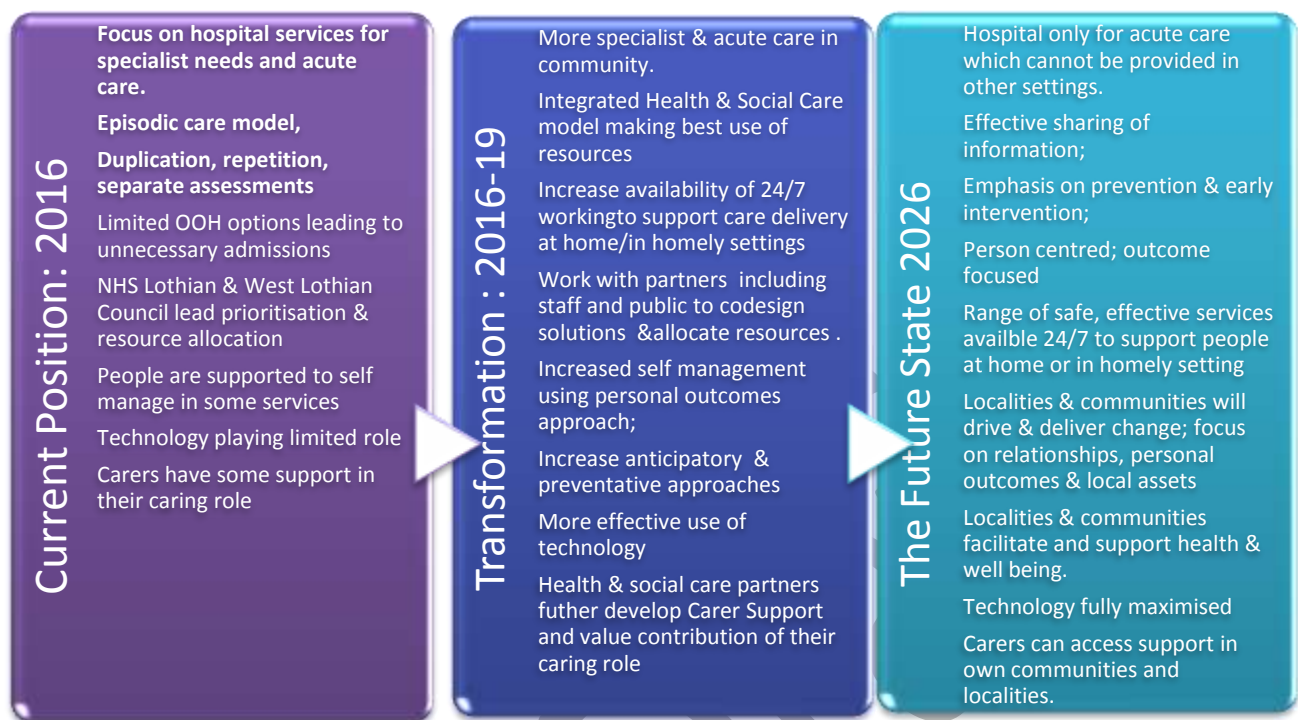 Current Position: 2016
Focus on hospital services for
specialist needs and acute
care.
Episodic care model,
Duplication, repetition,
separate assessments
Limited OOH options leading to
unnecessary admissions
NHS Lothian & West Lothian
Council lead prioritisation &
resource allocation
People are supported to self
manage in some services
Technology playing limited role
Carers have some support in
their caring role
Transformation : 2016-19
More specialist & acute care in
community.
Integrated Health & Social Care
model making best use of
resources
Increase availability of 24/7
workingto support care delivery
at home/in homely settings
Work with partners including
staff and public to codesign
solutions &allocate resources .
Increased self management
using personal outcomes
approach;
Increase anticipatory &
preventative approaches
More effective use of
technology
Health & social care partners
futher develop Carer Support
and value contribution of their
caring role
The Future State 2026
Hospital only for acute care
which cannot be provided in
other settings.
Effective sharing of
information;
Emphasis on prevention & early
intervention;
Person centred; outcome
focused
Range of safe, effective services
availble 24/7 to support people
at home or in homely setting
Localities & communities will
drive & deliver change; focus
on relationships, personal
outcomes & local assets
Localities & communities
facilitate and support health &
well being.
Technology fully maximised
Carers can access support in
own communities and
localities.